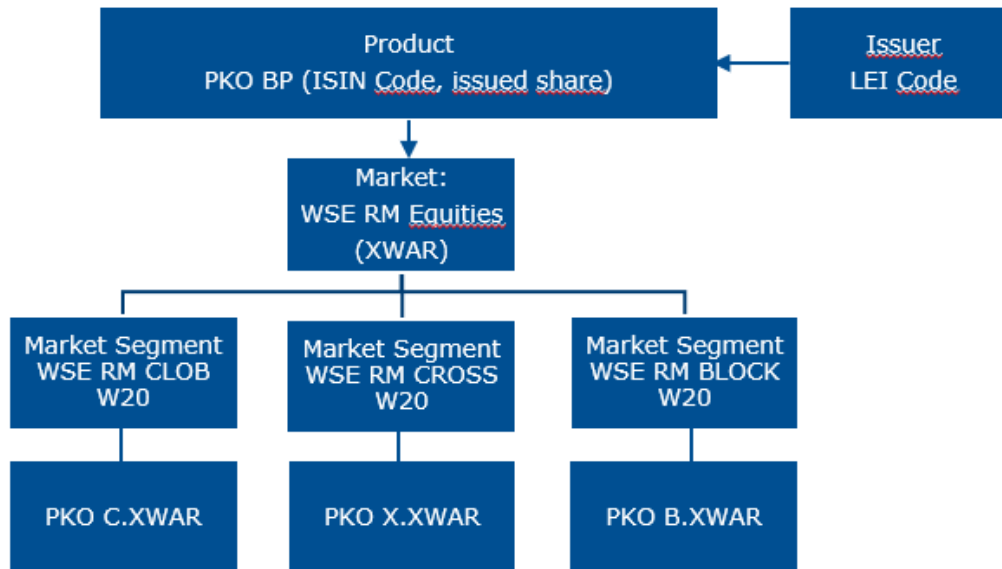 Product
PKO BP (ISIN Code, issued share)
Issuer
LEI Code
Market:
WSE RM Equities
(XWAR)
Market Segment
WSE RM CLOB
W20
Market Segment
WSE RM CROSS
W20
Market Segment
WSE RM BLOCK
W20
PKO C.XWAR
PKO X.XWAR
PKO B.XWAR